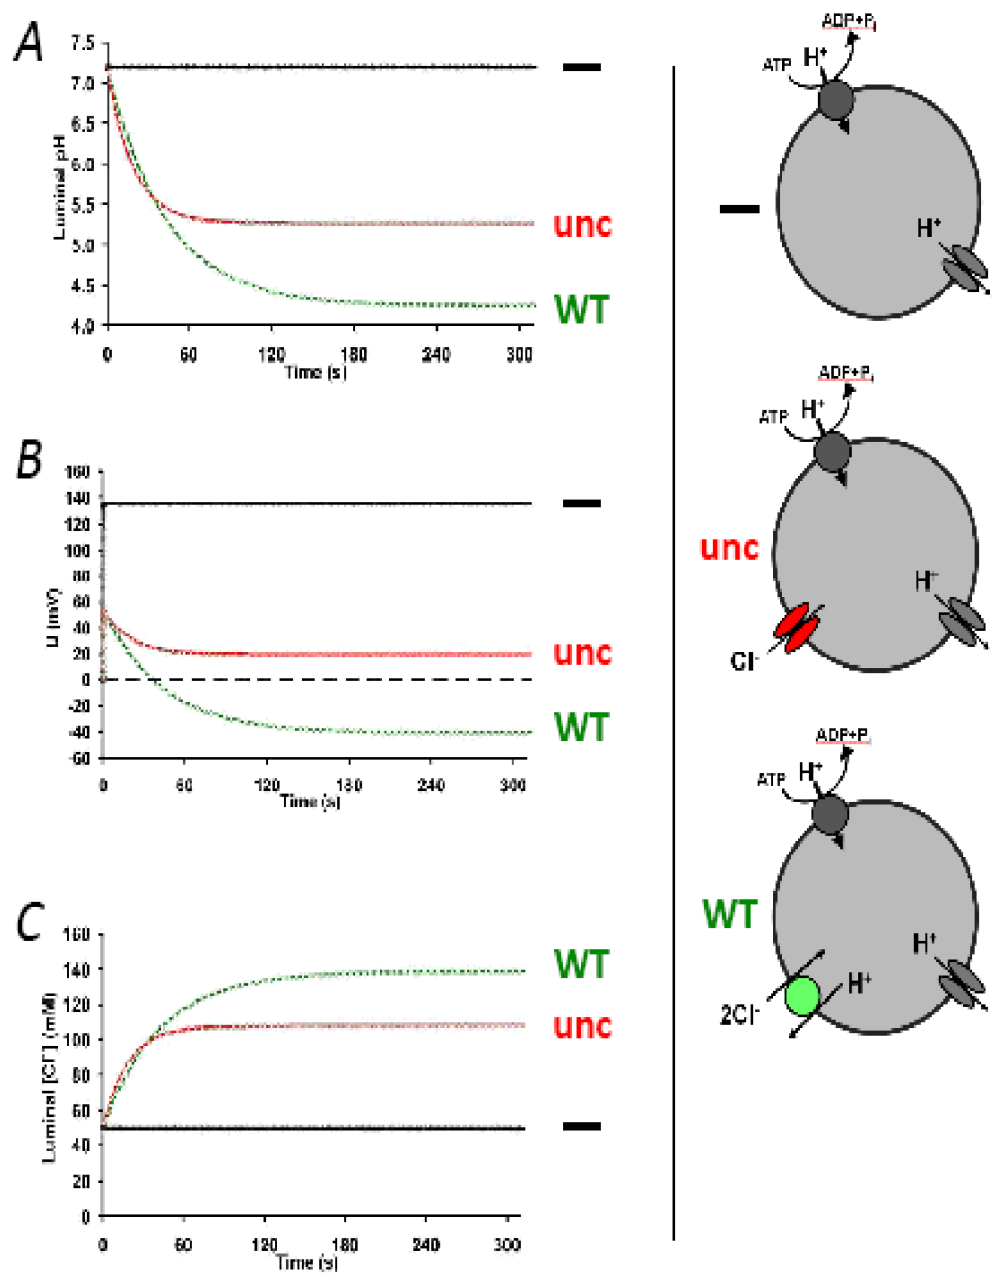 A
7.5
7.0
6.5
6.0
5.5
5.0
4.5
4.0
Luminal pH
0 60 120 180 240 300
Time (s)
unc
WT
B
160
140
120
100
80
60
40
20
0
-20
-40
-60
(mV)
0 60 120 180 240 300
Time (s)
unc
WT
C
160
140
120
100
80
60
40
20
0
Luminal [Cl-] (mM)
0 60 120 180 240 300
Time (s)
WT
unc
ADP+Pi
ATP
H+
H+
unc
ADP+Pi
ATP
H+
H+
Cl-
WT
ADP+Pi
ATP
H+
H+
H+
2Cl-